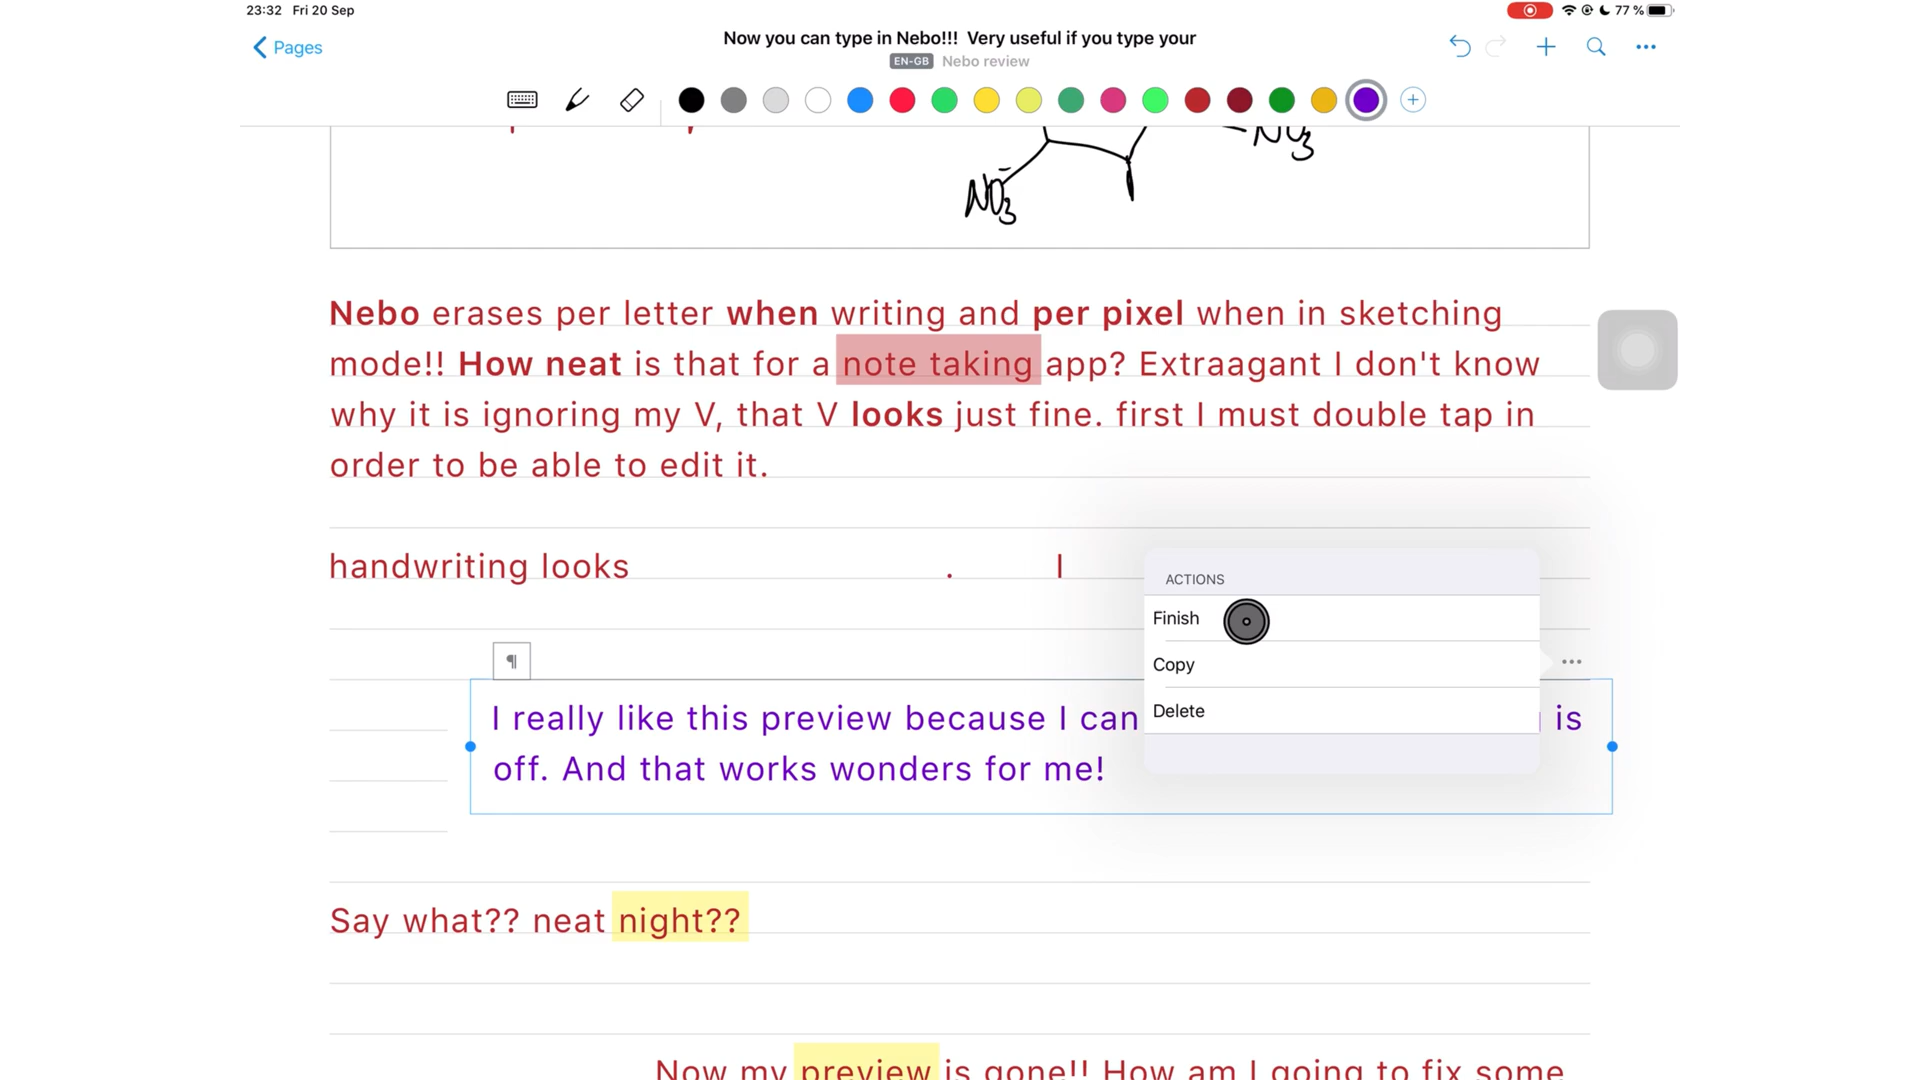 23:32 Fri 20 Sep
77 %
Pages
Now you can type in Nebo!!! Very useful if you type your
EN-GB Nebo review
NO3
NO3
Nebo erases per letter when writing and per pixel when in sketching
mode!! How neat is that for a note taking app? Extraagant I don't know
why it is ignoring my V, that V looks just fine. first I must double tap in
order to be able to edit it.
handwriting looks . I
ACTIONS
Finish
Copy
Delete
¶
I really like this preview because I can is
off. And that works wonders for me!
Say what?? neat night??
Now my preview is gone!! How am I going to fix some